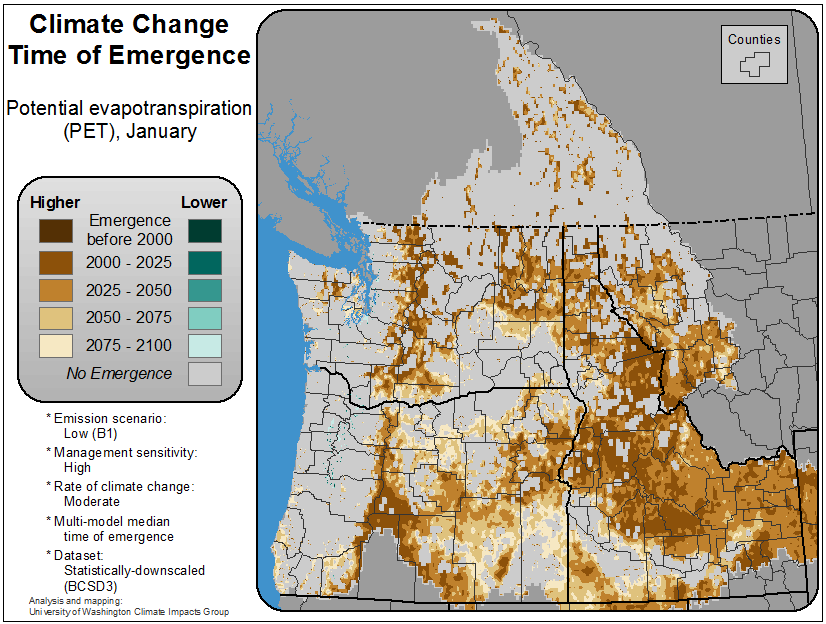 Climate Change
Time of Emergence
Potential evapotranspiration
(PET), January
Counties
Higher Lower
Emergence
before 2000
2000 - 2025
2025 - 2050
2050 - 2075
2075 - 2100
No Emergence
* Emission scenario:
Low (B1)
* Management sensitivity:
High
* Rate of climate change:
Moderate
* Multi-model median
time of emergence
* Dataset:
Statistically-downscaled
(BCSD3)
Analysis and mapping:
University of Washington Climate Impacts Group